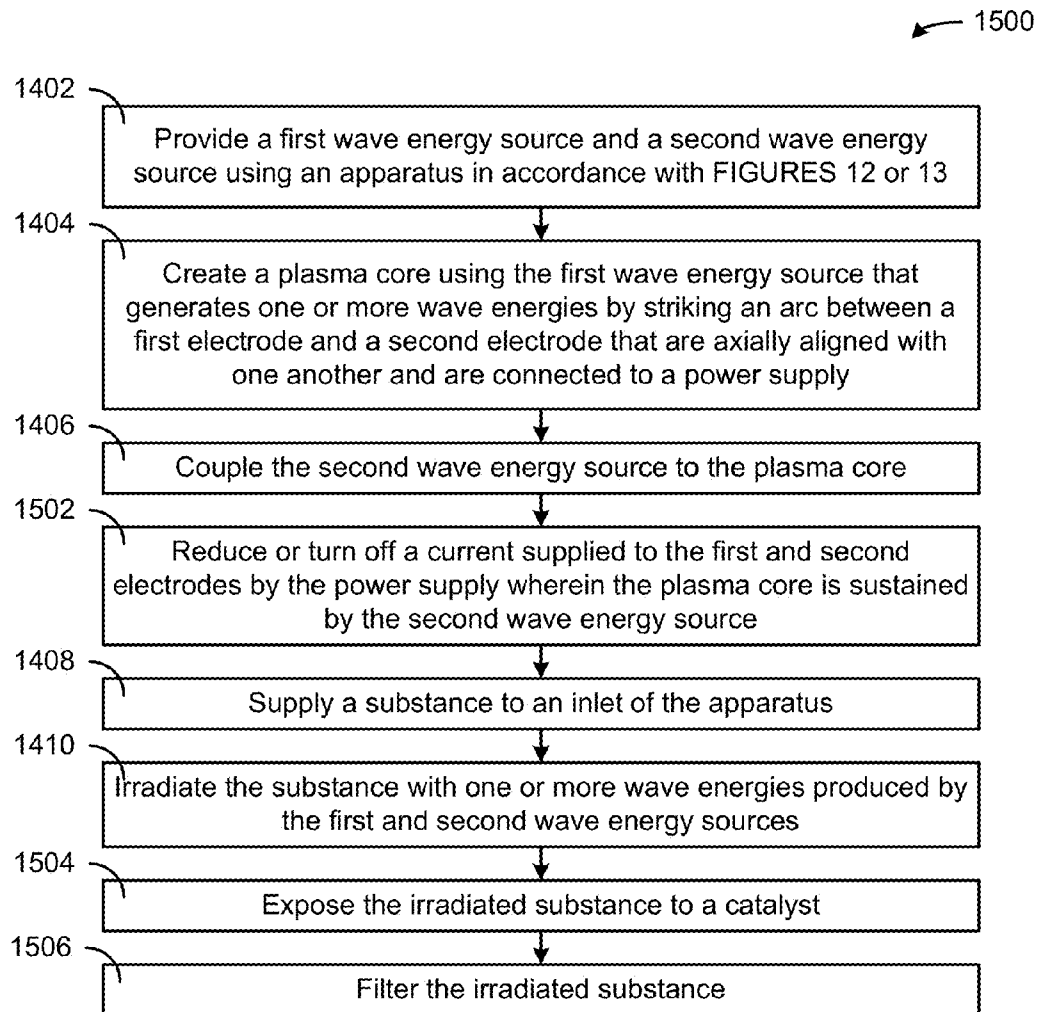 1500
1402
Provide a first wave energy source and a second wave energy
source using an apparatus in accordance with FIGURES 12 or 13
1404
Create a plasma core using the first wave energy source that
generates one or more wave energies by striking an arc between a
first electrode and a second electrode that are axially aligned with
one another and are connected to a power supply
1406
Couple the second wave energy source to the plasma core
1502
Reduce or turn off a current supplied to the first and second
electrodes by the power supply wherein the plasma core is sustained
by the second wave energy source
1408
Supply a substance to an inlet of the apparatus
1410
Irradiate the substance with one or more wave energies produced by
the first and second wave energy sources
1504
Expose the irradiated substance to a catalyst
1506
Filter the irradiated substance